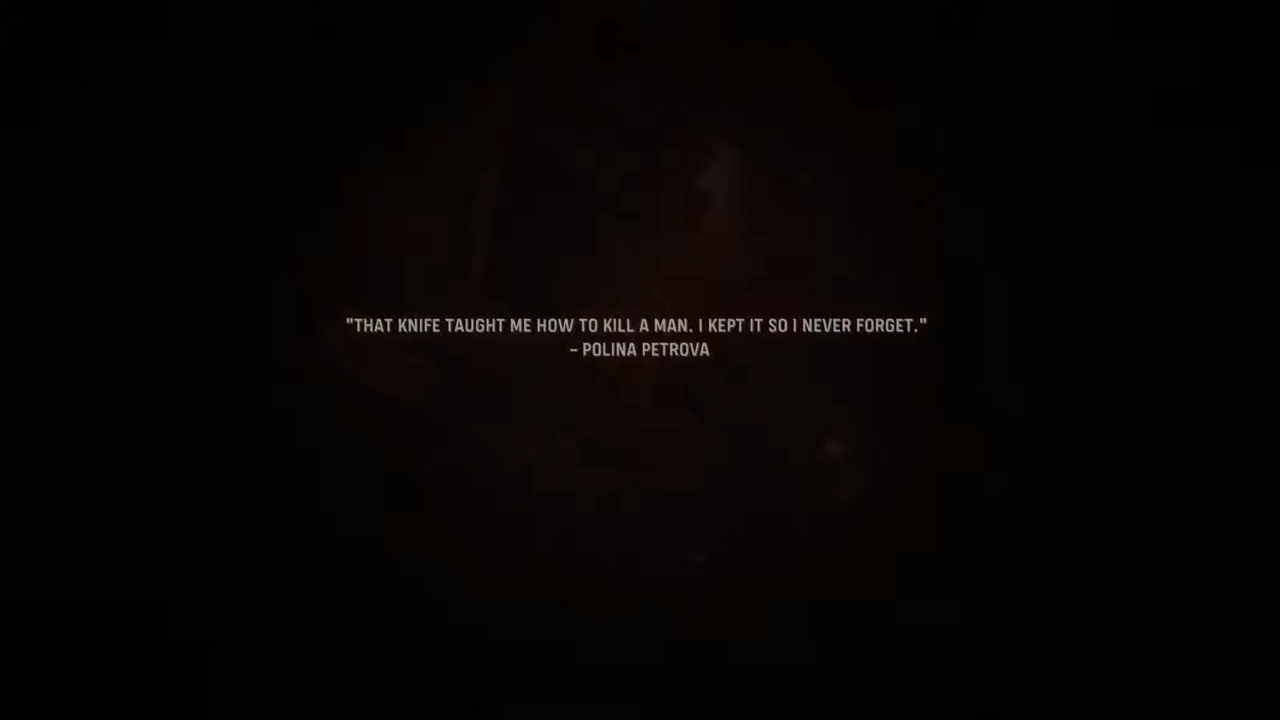 "THAT KNIFE TAUGHT ME HOW TO KILL A MAN. I KEPT IT SO I NEVER FORGET."
– POLINA PETROVA